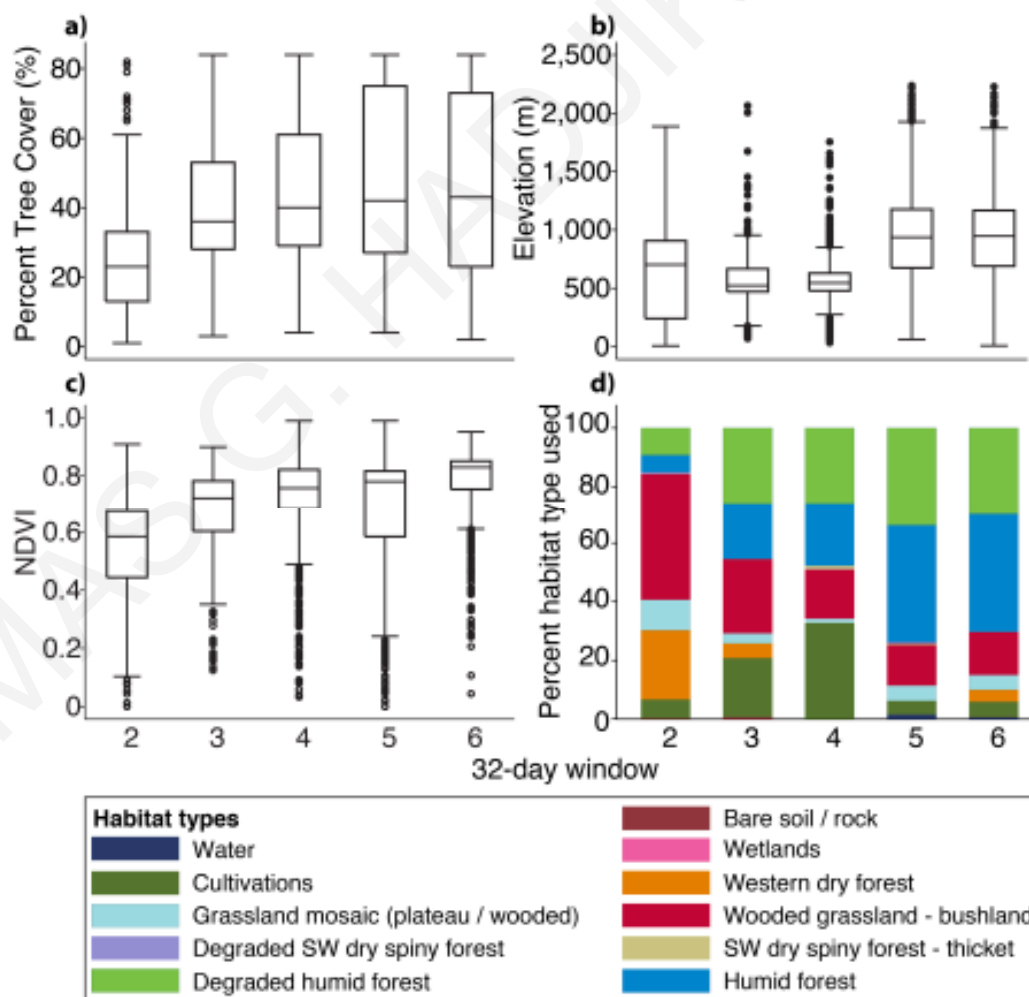 a)
Percent Tree Cover (%)
80
60
40
20
0
b)
Elevation (m)
2,500
2,000
1,500
1,000
500
0
c)
NDVI
1.0
0.8
0.6
0.4
0.2
0
2 3 4 5 6
d)
Percent habitat type used
100
80
60
40
20
0
2 3 4 5 6
32-day window
Habitat types
Water
Cultivations
Grassland mosaic (plateau / wooded)
Degraded SW dry spiny forest
Degraded humid forest
Bare soil / rock
Wetlands
Western dry forest
Wooded grassland - bushland
SW dry spiny forest - thicket
Humid forest